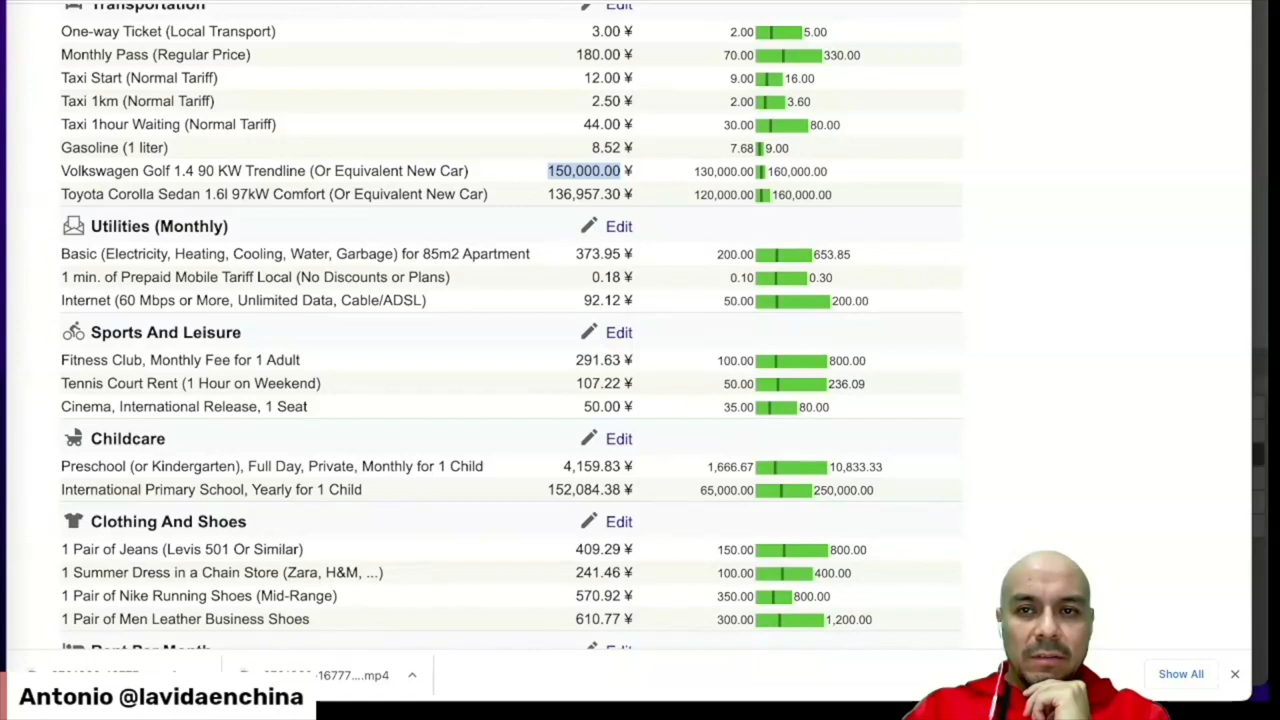 Transportation Edit
One-way Ticket (Local Transport) 3.00 ¥ 2.00 5.00
Monthly Pass (Regular Price) 180.00 ¥ 70.00 330.00
Taxi Start (Normal Tariff) 12.00 ¥ 9.00 16.00
Taxi 1km (Normal Tariff) 2.50 ¥ 2.00 3.60
Taxi 1hour Waiting (Normal Tariff) 44.00 ¥ 30.00 80.00
Gasoline (1 liter) 8.52 ¥ 7.68 9.00
Volkswagen Golf 1.4 90 KW Trendline (Or Equivalent New Car) 150,000.00 ¥ 130,000.00 160,000.00
Toyota Corolla Sedan 1.6l 97kW Comfort (Or Equivalent New Car) 136,957.30 ¥ 120,000.00 160,000.00
Utilities (Monthly) Edit
Basic (Electricity, Heating, Cooling, Water, Garbage) for 85m2 Apartment 373.95 ¥ 200.00 653.85
1 min. of Prepaid Mobile Tariff Local (No Discounts or Plans) 0.18 ¥ 0.10 0.30
Internet (60 Mbps or More, Unlimited Data, Cable/ADSL) 92.12 ¥ 50.00 200.00
Sports And Leisure Edit
Fitness Club, Monthly Fee for 1 Adult 291.63 ¥ 100.00 800.00
Tennis Court Rent (1 Hour on Weekend) 107.22 ¥ 50.00 236.09
Cinema, International Release, 1 Seat 50.00 ¥ 35.00 80.00
Childcare Edit
Preschool (or Kindergarten), Full Day, Private, Monthly for 1 Child 4,159.83 ¥ 1,666.67 10,833.33
International Primary School, Yearly for 1 Child 152,084.38 ¥ 65,000.00 250,000.00
Clothing And Shoes Edit
1 Pair of Jeans (Levis 501 Or Similar) 409.29 ¥ 150.00 800.00
1 Summer Dress in a Chain Store (Zara, H&M, ...) 241.46 ¥ 100.00 400.00
1 Pair of Nike Running Shoes (Mid-Range) 570.92 ¥ 350.00 800.00
1 Pair of Men Leather Business Shoes 610.77 ¥ 300.00 1,200.00
Rent Per Month Edit
16777....mp4 Show All
Antonio @lavidaenchina